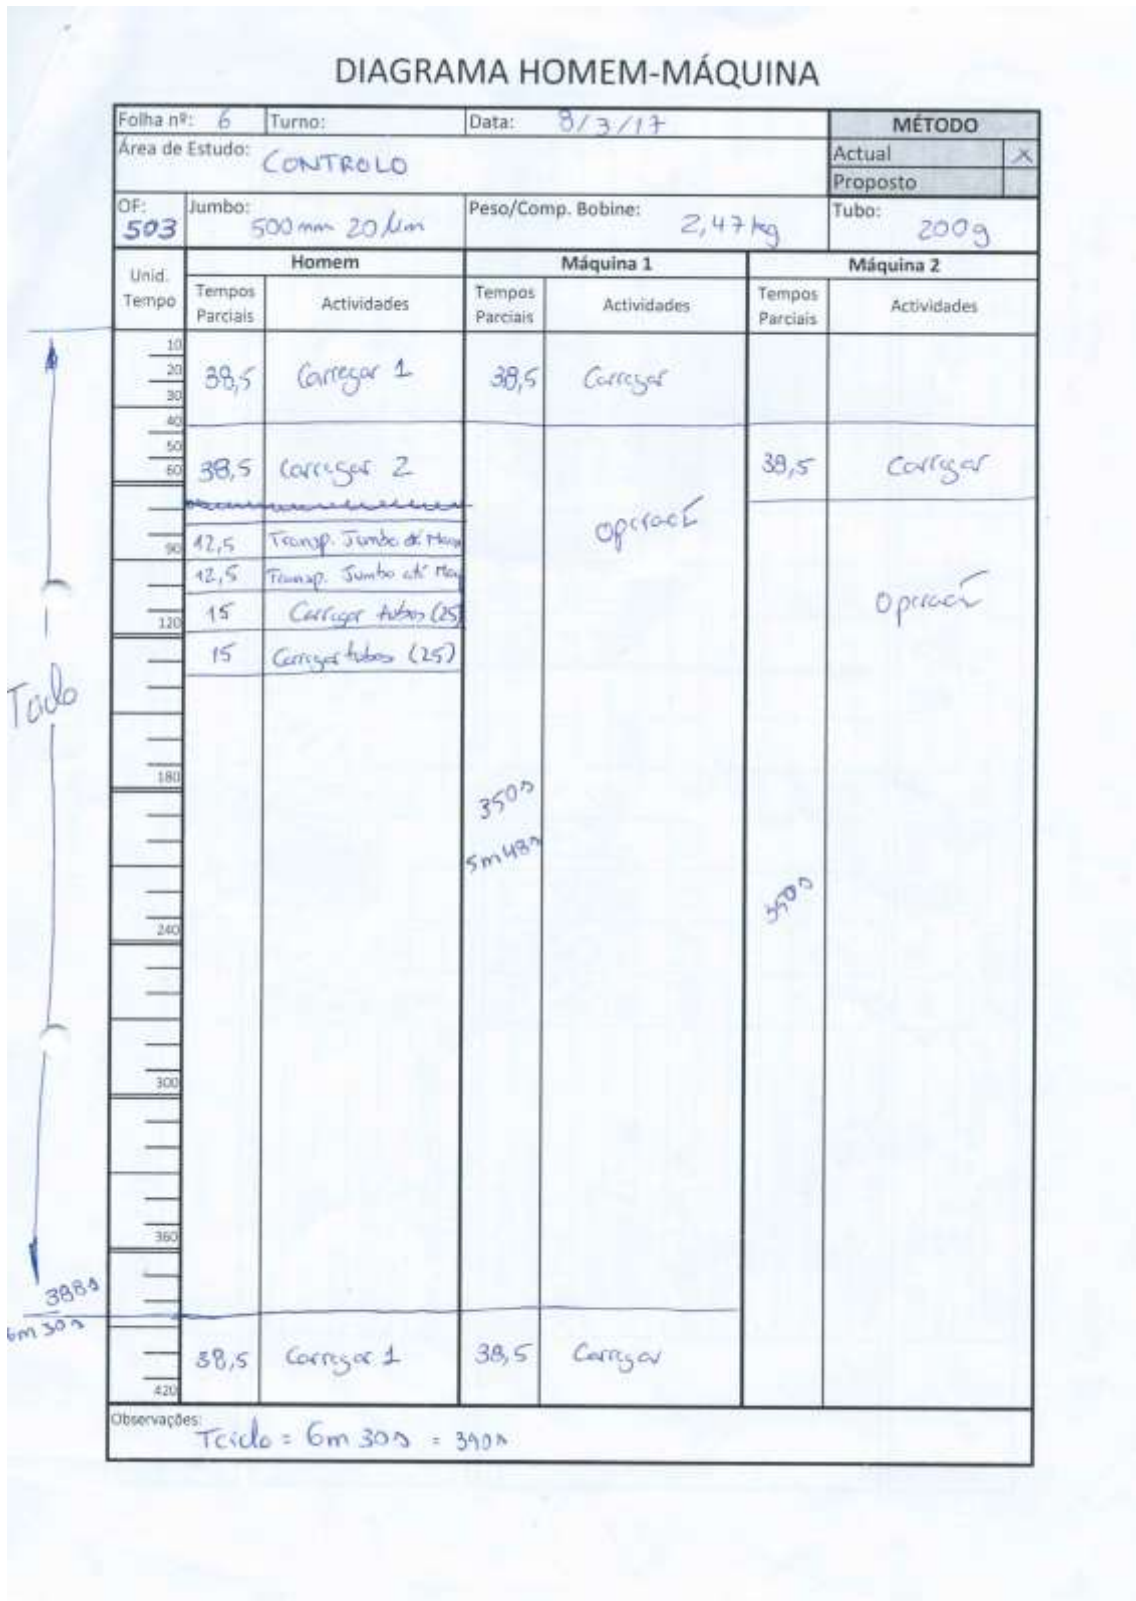 DIAGRAMA HOMEM-MÁQUINA
Folha nº: 6 Turno: Data: 8/3/17 MÉTODO
Área de Estudo: CONTROLO Actual X
Proposto
OF: 503 Jumbo: 500 mm 20 µm Peso/Comp. Bobine: 2,47 kg Tubo: 200g
Unid. Tempo Homem Máquina 1 Máquina 2
Tempos Parciais Actividades Tempos Parciais Actividades Tempos Parciais Actividades
10
20
30
38,5 Carregar 1 38,5 Carregar
40
50
60
38,5 Carregar 2 38,5 Carregar
90
12,5 Transp. Jumbo
Operaç
12,5 Transp. Jumbo até
120
15 Carregar tubos (25
Operaç
15 Carregar tubos (25)
Tciclo
180
350s
5m48s
350s
240
300
360
388s
6m 30s
38,5 Carregar 1 38,5 Carregar
420
Observações:
Tciclo = 6m 30s = 390s